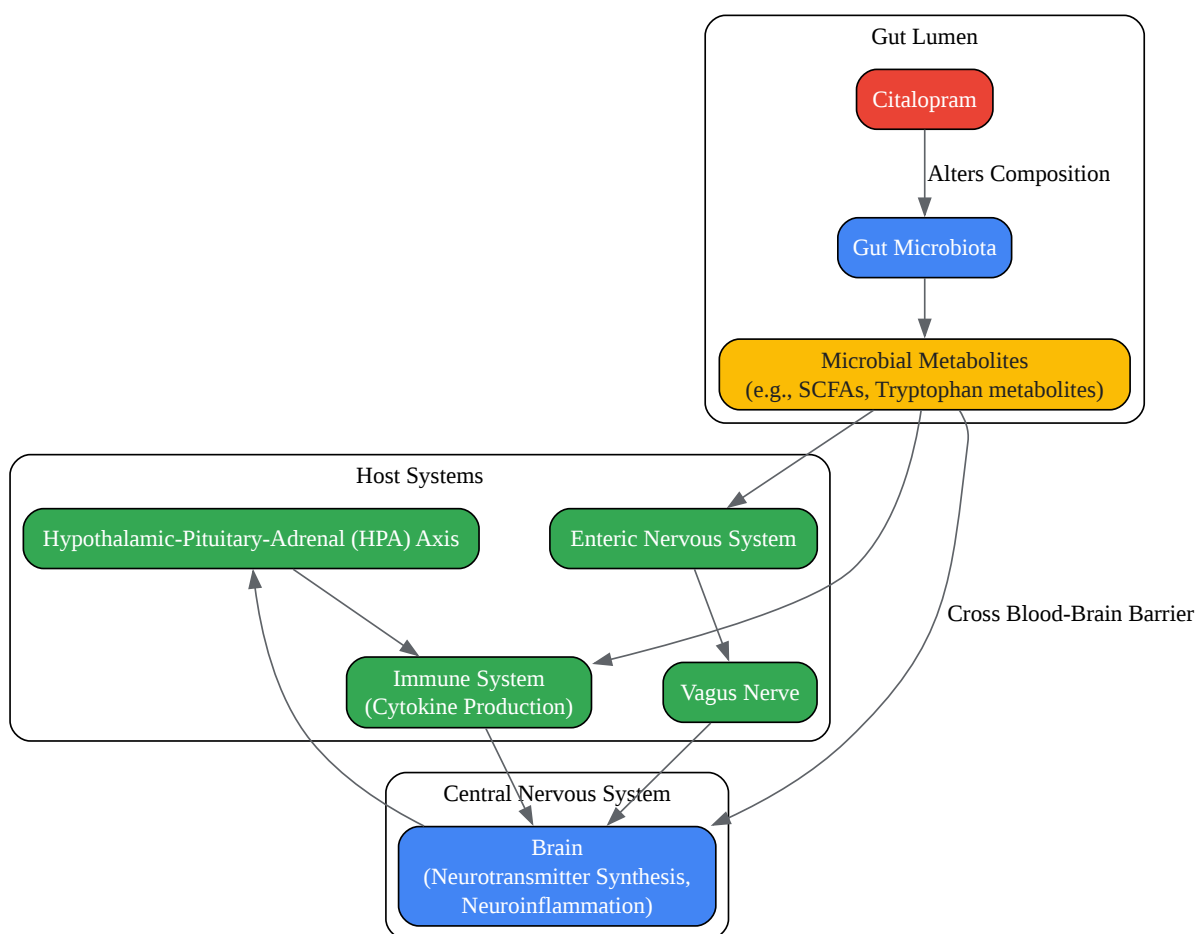 Gut Lumen
Citalopram
Alters Composition
Gut Microbiota
Microbial Metabolites
(e.g., SCFAs, Tryptophan metabolites)
Host Systems
Hypothalamic-Pituitary-Adrenal (HPA) Axis
Enteric Nervous System
Cross Blood-Brain Barrier
Immune System
(Cytokine Production)
Vagus Nerve
Central Nervous System
Brain
(Neurotransmitter Synthesis,
Neuroinflammation)